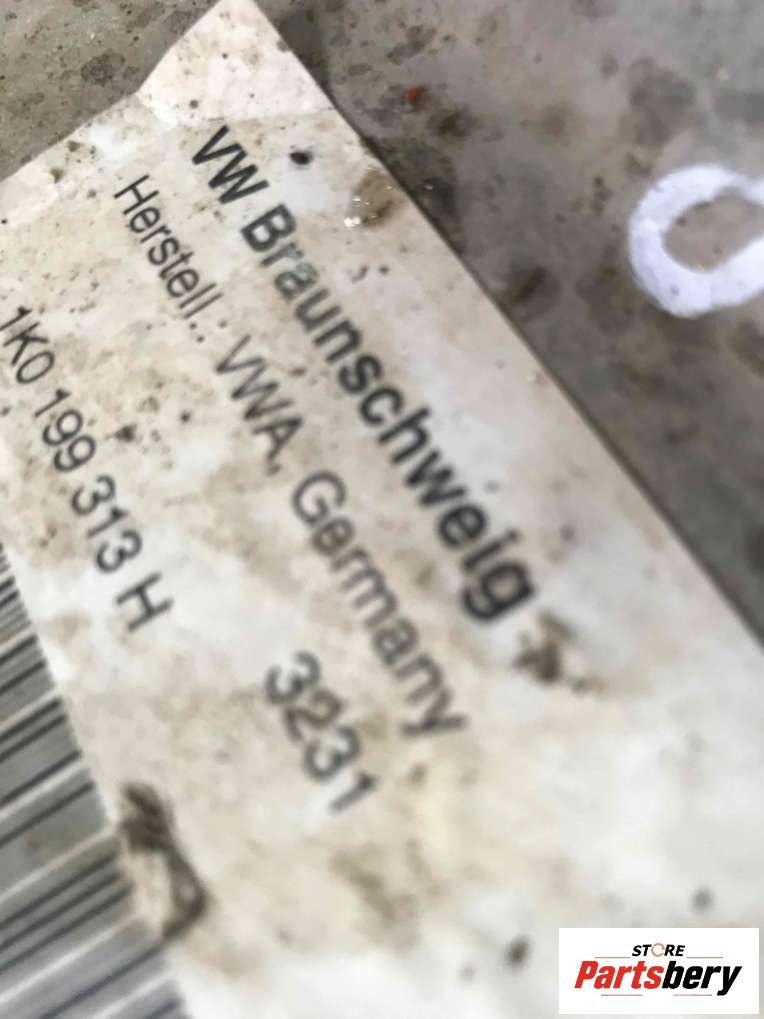 VW Braunschweig
Herstell.: VWA, Germany
1K0 199 313 H
3231
STORE
Partsbery